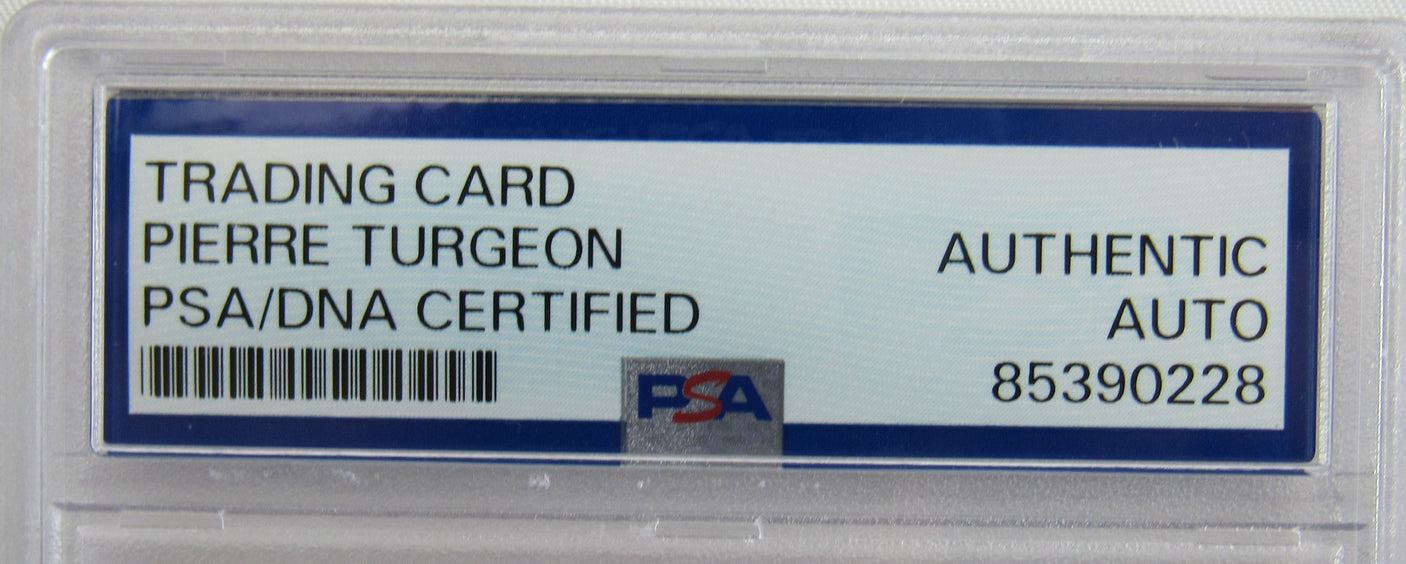 TRADING CARD
PIERRE TURGEON
PSA/DNA CERTIFIED
AUTHENTIC
AUTO
85390228
PSA